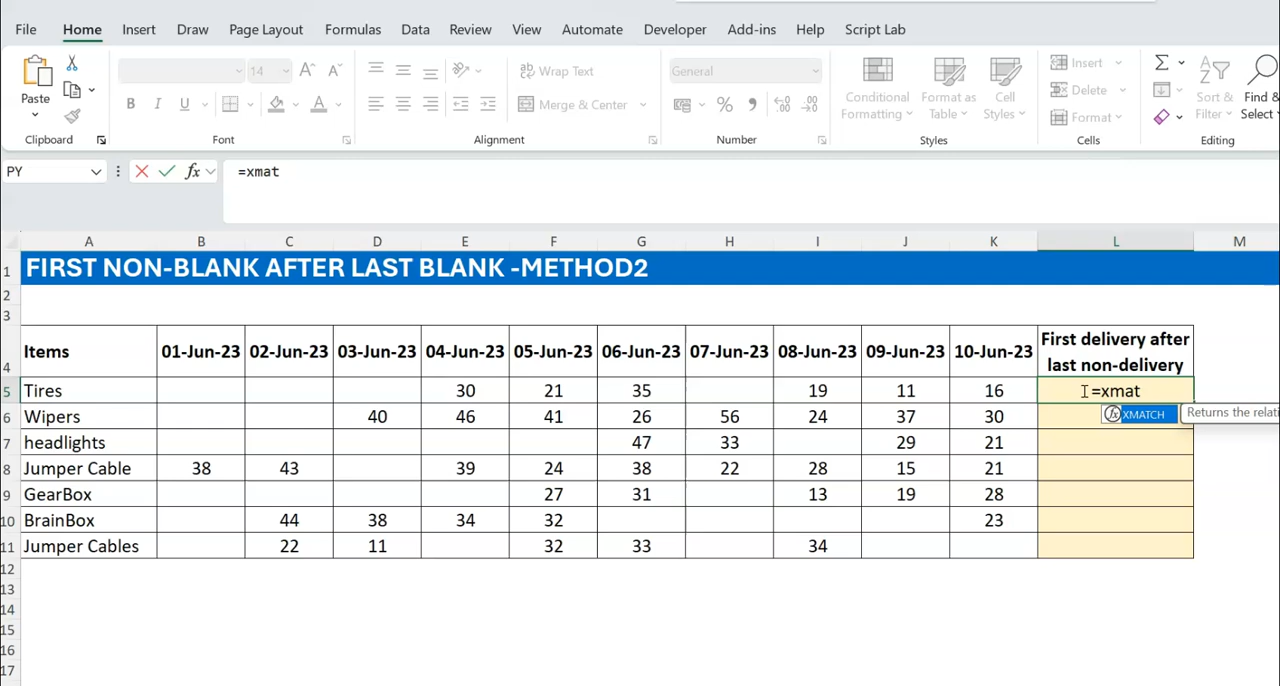 File Home Insert Draw Page Layout Formulas Data Review View Automate Developer Add-ins Help Script Lab
14 Wrap Text General Insert
Paste Merge & Center Conditional Formatting Format as Table Cell Styles Delete Sort & Filter Find & Select
Format
Clipboard Font Alignment Number Styles Cells Editing
PY fx =xmat
A B C D E F G H I J K L M
1 FIRST NON-BLANK AFTER LAST BLANK -METHOD2
2
3
4 Items 01-Jun-23 02-Jun-23 03-Jun-23 04-Jun-23 05-Jun-23 06-Jun-23 07-Jun-23 08-Jun-23 09-Jun-23 10-Jun-23 First delivery after last non-delivery
5 Tires 30 21 35 19 11 16 =xmat
6 Wipers 40 46 41 26 56 24 37 30 fx XMATCH Returns the relati
7 headlights 47 33 29 21
8 Jumper Cable 38 43 39 24 38 22 28 15 21
9 GearBox 27 31 13 19 28
10 BrainBox 44 38 34 32 23
11 Jumper Cables 22 11 32 33 34
12
13
14
15
16
17